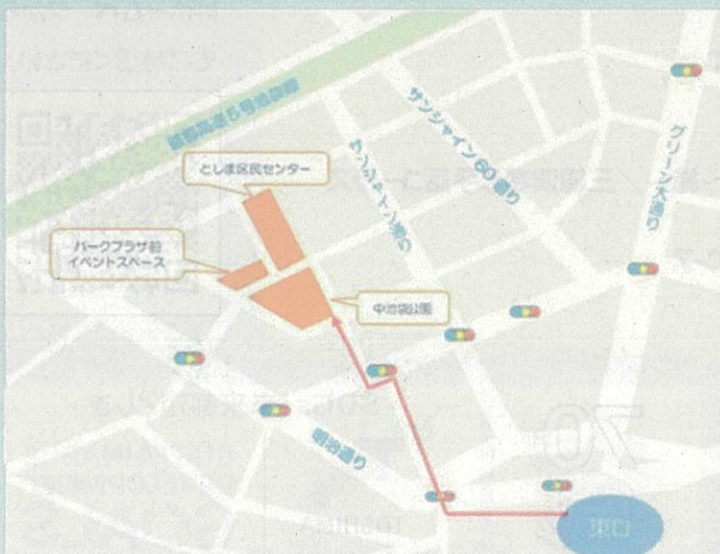 首都高速5号池袋線
サンシャイン60通り
サンシャイン通り
グリーン大通り
としま区民センター
パークプラザ前
イベントスペース
中池袋公園
明治通り
東口